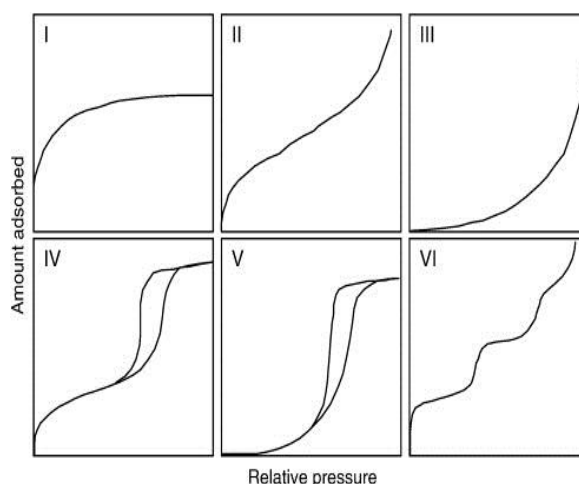 I
II
III
Amount adsorbed
IV
V
VI
Relative pressure